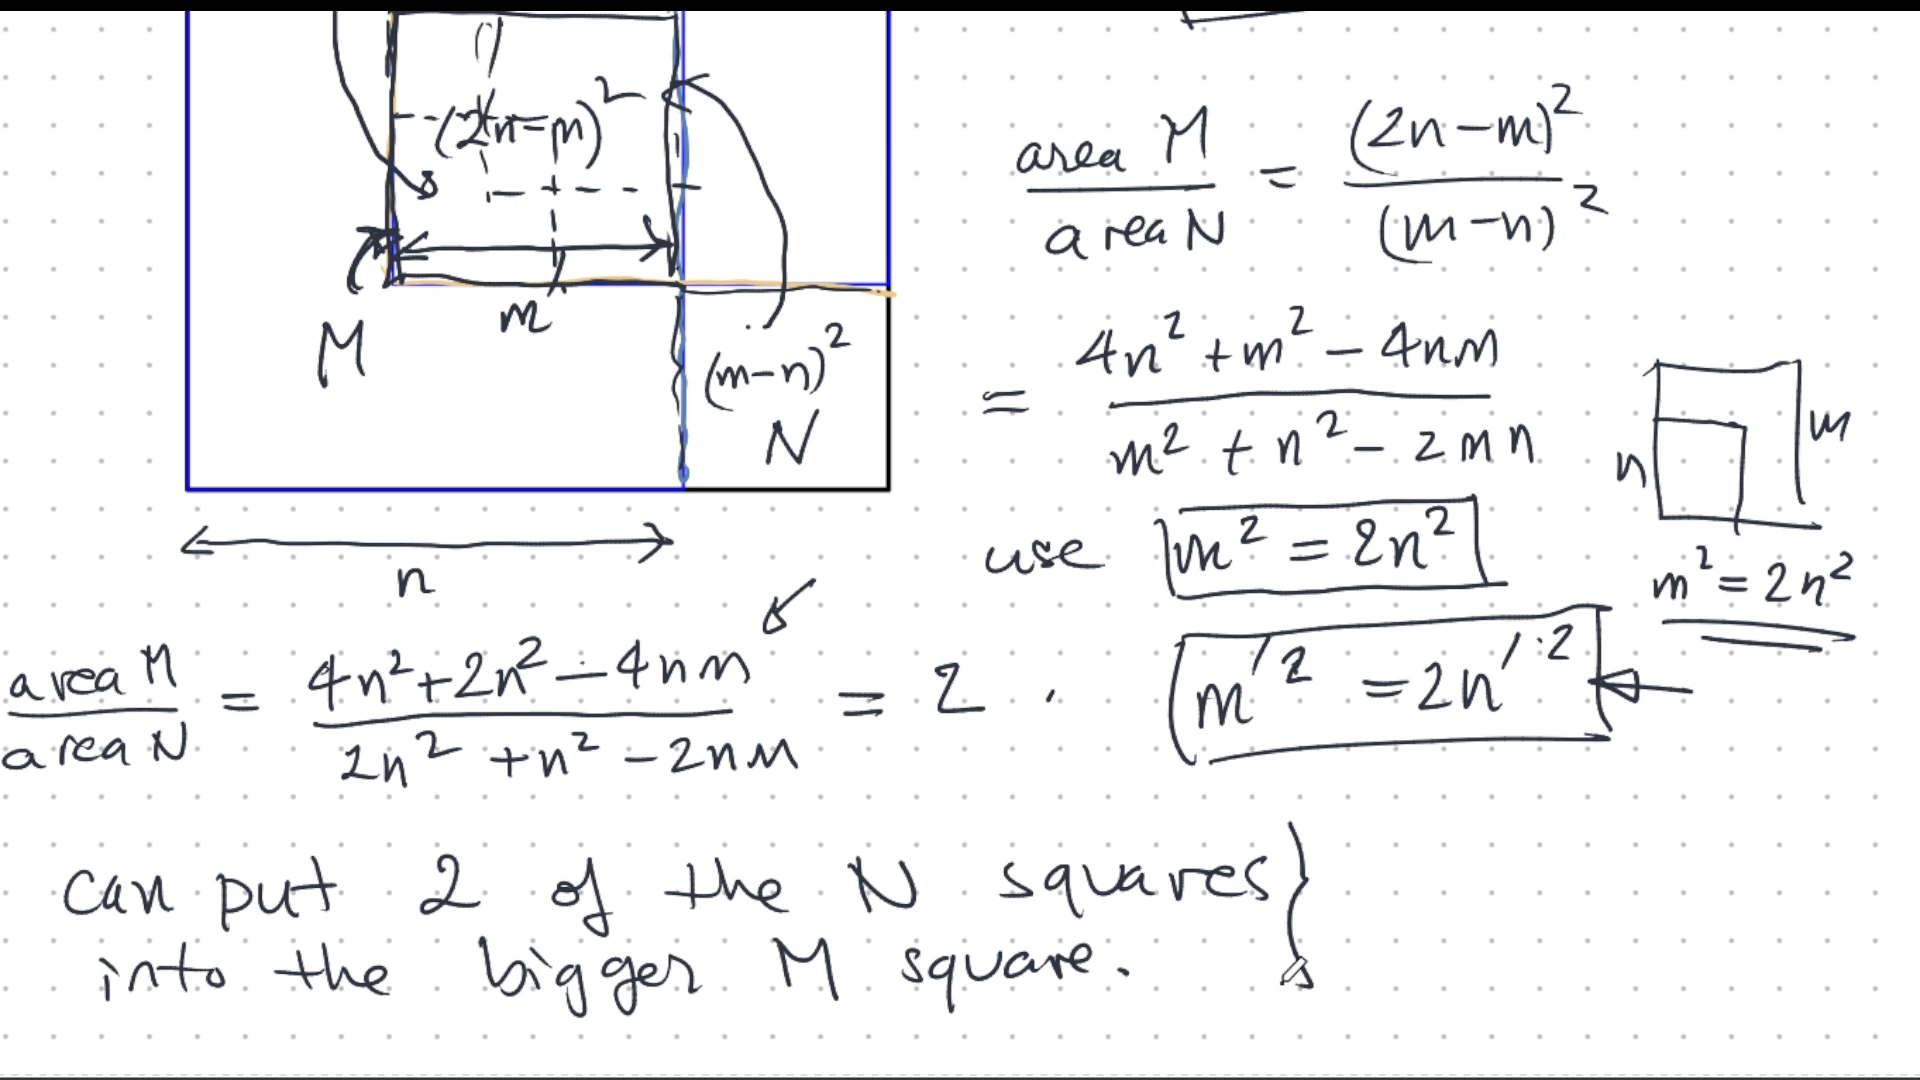 (2n-m)²
m
M
(m-n)²
N
n
area M / area N = (2n-m)² / (m-n)²
= 4n² + m² - 4nm / m² + n² - 2mn
n m
m² = 2n²
use m² = 2n²
m'² = 2n'²
area M / area N = 4n² + 2n² - 4nm / 2n² + n² - 2nm = 2.
can put 2 of the N squares
into the bigger M square.